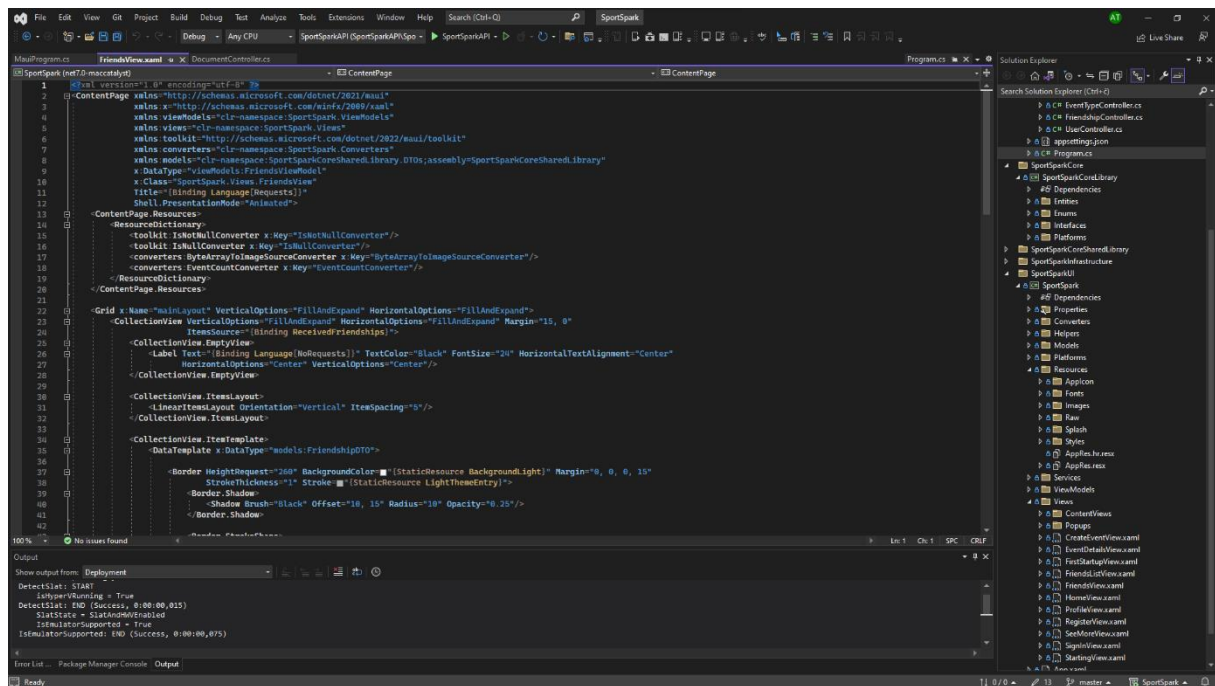 File Edit View Git Project Build Debug Test Analyze Tools Extensions Window Help Search (Ctrl+Q) SportSpark AT
Debug Any CPU SportSparkAPI (SportSparkAPI\Spo SportSparkAPI Live Share
MauiProgram.cs FriendsView.xaml DocumentController.cs Program.cs
SportSpark (net7.0-maccatalyst) ContentPage ContentPage
1 <?xml version="1.0" encoding="utf-8" ?>
2 <ContentPage xmlns="http://schemas.microsoft.com/dotnet/2021/maui"
3 xmlns:x="http://schemas.microsoft.com/winfx/2009/xaml"
4 xmlns:viewModels="clr-namespace:SportSpark.ViewModels"
5 xmlns:views="clr-namespace:SportSpark.Views"
6 xmlns:toolkit="http://schemas.microsoft.com/dotnet/2022/maui/toolkit"
7 xmlns:converters="clr-namespace:SportSpark.Converters"
8 xmlns:models="clr-namespace:SportSparkCoreSharedLibrary.DTOs;assembly=SportSparkCoreSharedLibrary"
9 x:DataType="viewModels:FriendsViewModel"
10 x:Class="SportSpark.Views.FriendsView"
11 Title="{Binding Language[Requests]}"
12 Shell.PresentationMode="Animated">
13 <ContentPage.Resources>
14 <ResourceDictionary>
15 <toolkit:IsNotNullConverter x:Key="IsNotNullConverter"/>
16 <toolkit:IsNullConverter x:Key="IsNullConverter"/>
17 <converters:ByteArrayToImageSourceConverter x:Key="ByteArrayToImageSourceConverter"/>
18 <converters:EventCountConverter x:Key="EventCountConverter"/>
19 </ResourceDictionary>
20 </ContentPage.Resources>
21
22 <Grid x:Name="mainLayout" VerticalOptions="FillAndExpand" HorizontalOptions="FillAndExpand">
23 <CollectionView VerticalOptions="FillAndExpand" HorizontalOptions="FillAndExpand" Margin="15, 0"
24 ItemsSource="{Binding ReceivedFriendships}">
25 <CollectionView.EmptyView>
26 <Label Text="{Binding Language[NoRequests]}" TextColor="Black" FontSize="24" HorizontalTextAlignment="Center"
27 HorizontalOptions="Center" VerticalOptions="Center"/>
28 </CollectionView.EmptyView>
29
30 <CollectionView.ItemsLayout>
31 <LinearItemsLayout Orientation="Vertical" ItemSpacing="5"/>
32 </CollectionView.ItemsLayout>
33
34 <CollectionView.ItemTemplate>
35 <DataTemplate x:DataType="models:FriendshipDTO">
36
37 <Border HeightRequest="260" BackgroundColor="{StaticResource BackgroundLight}" Margin="0, 0, 0, 15"
38 StrokeThickness="1" Stroke="{StaticResource LightThemeEntry}">
39 <Border.Shadow>
40 <Shadow Brush="Black" Offset="10, 15" Radius="10" Opacity="0.25"/>
41 </Border.Shadow>
42
100% No issues found Ln: 1 Ch: 1 SPC CRLF
Output
Show output from: Deployment
DetectSlat: START
isHyperVRunning = True
DetectSlat: END (Success, 0:00:00,015)
SlatState = SlatAndHWVEnabled
IsEmulatorSupported = True
IsEmulatorSupported: END (Success, 0:00:00,075)
Error List ... Package Manager Console Output
Solution Explorer
Search Solution Explorer (Ctrl+č)
C# EventTypeController.cs
C# FriendshipController.cs
C# UserController.cs
appsettings.json
C# Program.cs
SportSparkCore
SportSparkCoreLibrary
Dependencies
Entities
Enums
Interfaces
Platforms
SportSparkCoreSharedLibrary
SportSparkInfrastructure
SportSparkUI
SportSpark
Dependencies
Properties
Converters
Helpers
Models
Platforms
Resources
AppIcon
Fonts
Images
Raw
Splash
Styles
AppRes.hr.resx
AppRes.resx
Services
ViewModels
Views
ContentViews
Popups
CreateEventView.xaml
EventDetailsView.xaml
FirstStartupView.xaml
FriendsListView.xaml
FriendsView.xaml
HomeView.xaml
ProfileView.xaml
RegisterView.xaml
SeeMoreView.xaml
SignInView.xaml
StartingView.xaml
App.xaml
Ready 0 / 0 13 master SportSpark